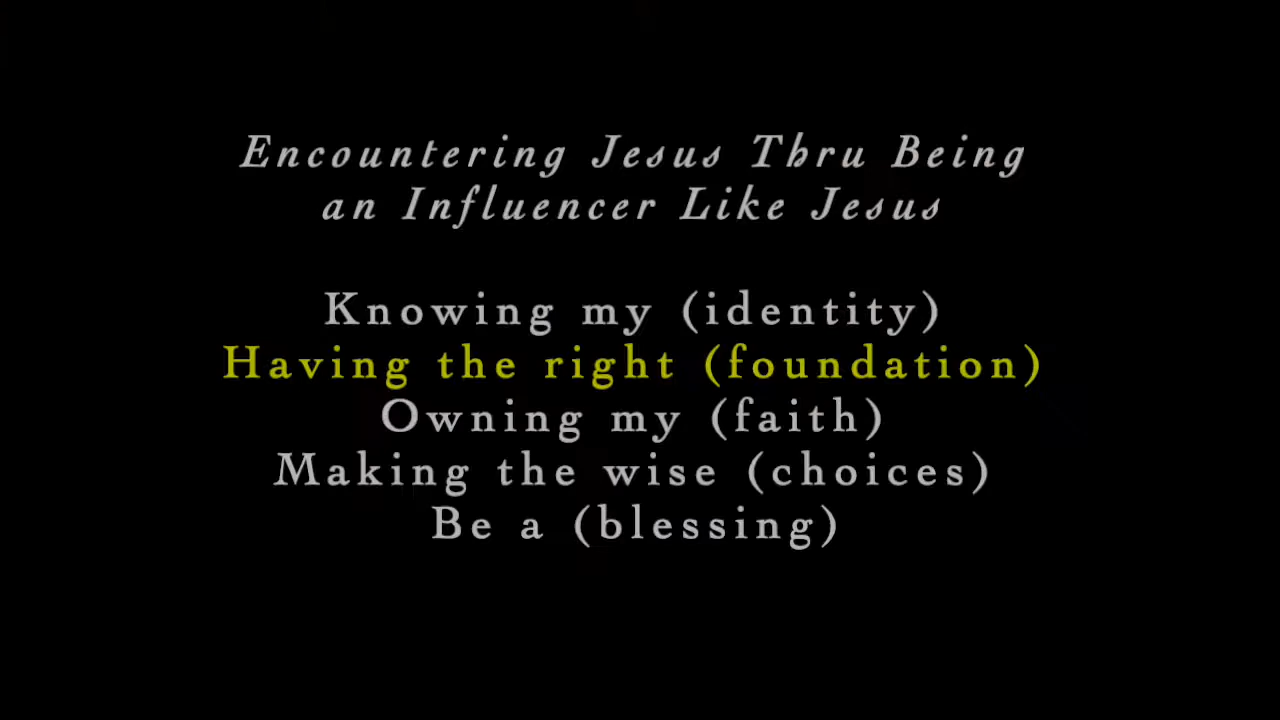 Encountering Jesus Thru Being
an Influencer Like Jesus
Knowing my (identity)
Having the right (foundation)
Owning my (faith)
Making the wise (choices)
Be a (blessing)